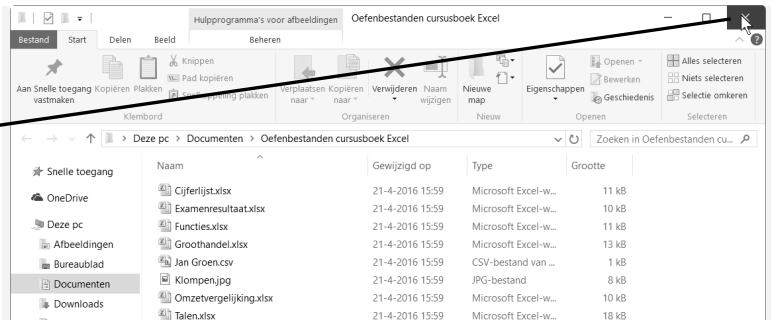 Hulpprogramma's voor afbeeldingen Oefenbestanden cursusboek Excel
Bestand Start Delen Beeld Beheren
Aan Snelle toegang vastmaken
Kopiëren
Plakken
Knippen
Pad kopiëren
Snelkoppeling plakken
Verplaatsen naar
Kopiëren naar
Verwijderen
Naam wijzigen
Nieuwe map
Eigenschappen
Openen
Bewerken
Geschiedenis
Alles selecteren
Niets selecteren
Selectie omkeren
Klembord Organiseren Nieuw Openen Selecteren
Deze pc > Documenten > Oefenbestanden cursusboek Excel Zoeken in Oefenbestanden cu...
Naam Gewijzigd op Type Grootte
Snelle toegang
OneDrive
Deze pc
Afbeeldingen
Bureaublad
Documenten
Downloads
Cijferlijst.xlsx 21-4-2016 15:59 Microsoft Excel-w... 11 kB
Examenresultaat.xlsx 21-4-2016 15:59 Microsoft Excel-w... 10 kB
Functies.xlsx 21-4-2016 15:59 Microsoft Excel-w... 11 kB
Groothandel.xlsx 21-4-2016 15:59 Microsoft Excel-w... 13 kB
Jan Groen.csv 21-4-2016 15:59 CSV-bestand van ... 1 kB
Klompen.jpg 21-4-2016 15:59 JPG-bestand 8 kB
Omzetvergelijking.xlsx 21-4-2016 15:59 Microsoft Excel-w... 10 kB
Talen.xlsx 21-4-2016 15:59 Microsoft Excel-w... 18 kB